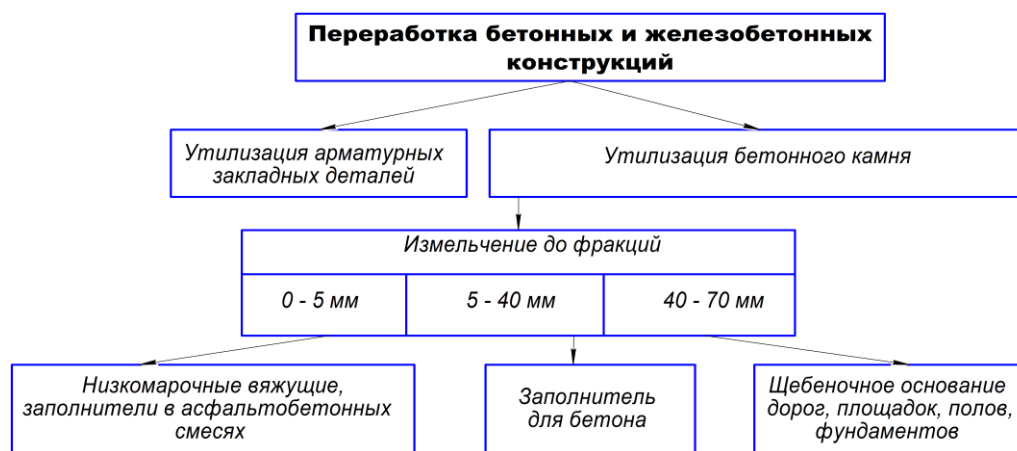 Переработка бетонных и железобетонных
конструкций
Утилизация арматурных
закладных деталей
Утилизация бетонного камня
Измельчение до фракций
0 - 5 мм
5 - 40 мм
40 - 70 мм
Низкомарочные вяжущие,
заполнители в асфальтобетонных
смесях
Заполнитель
для бетона
Щебеночное основание
дорог, площадок, полов,
фундаментов